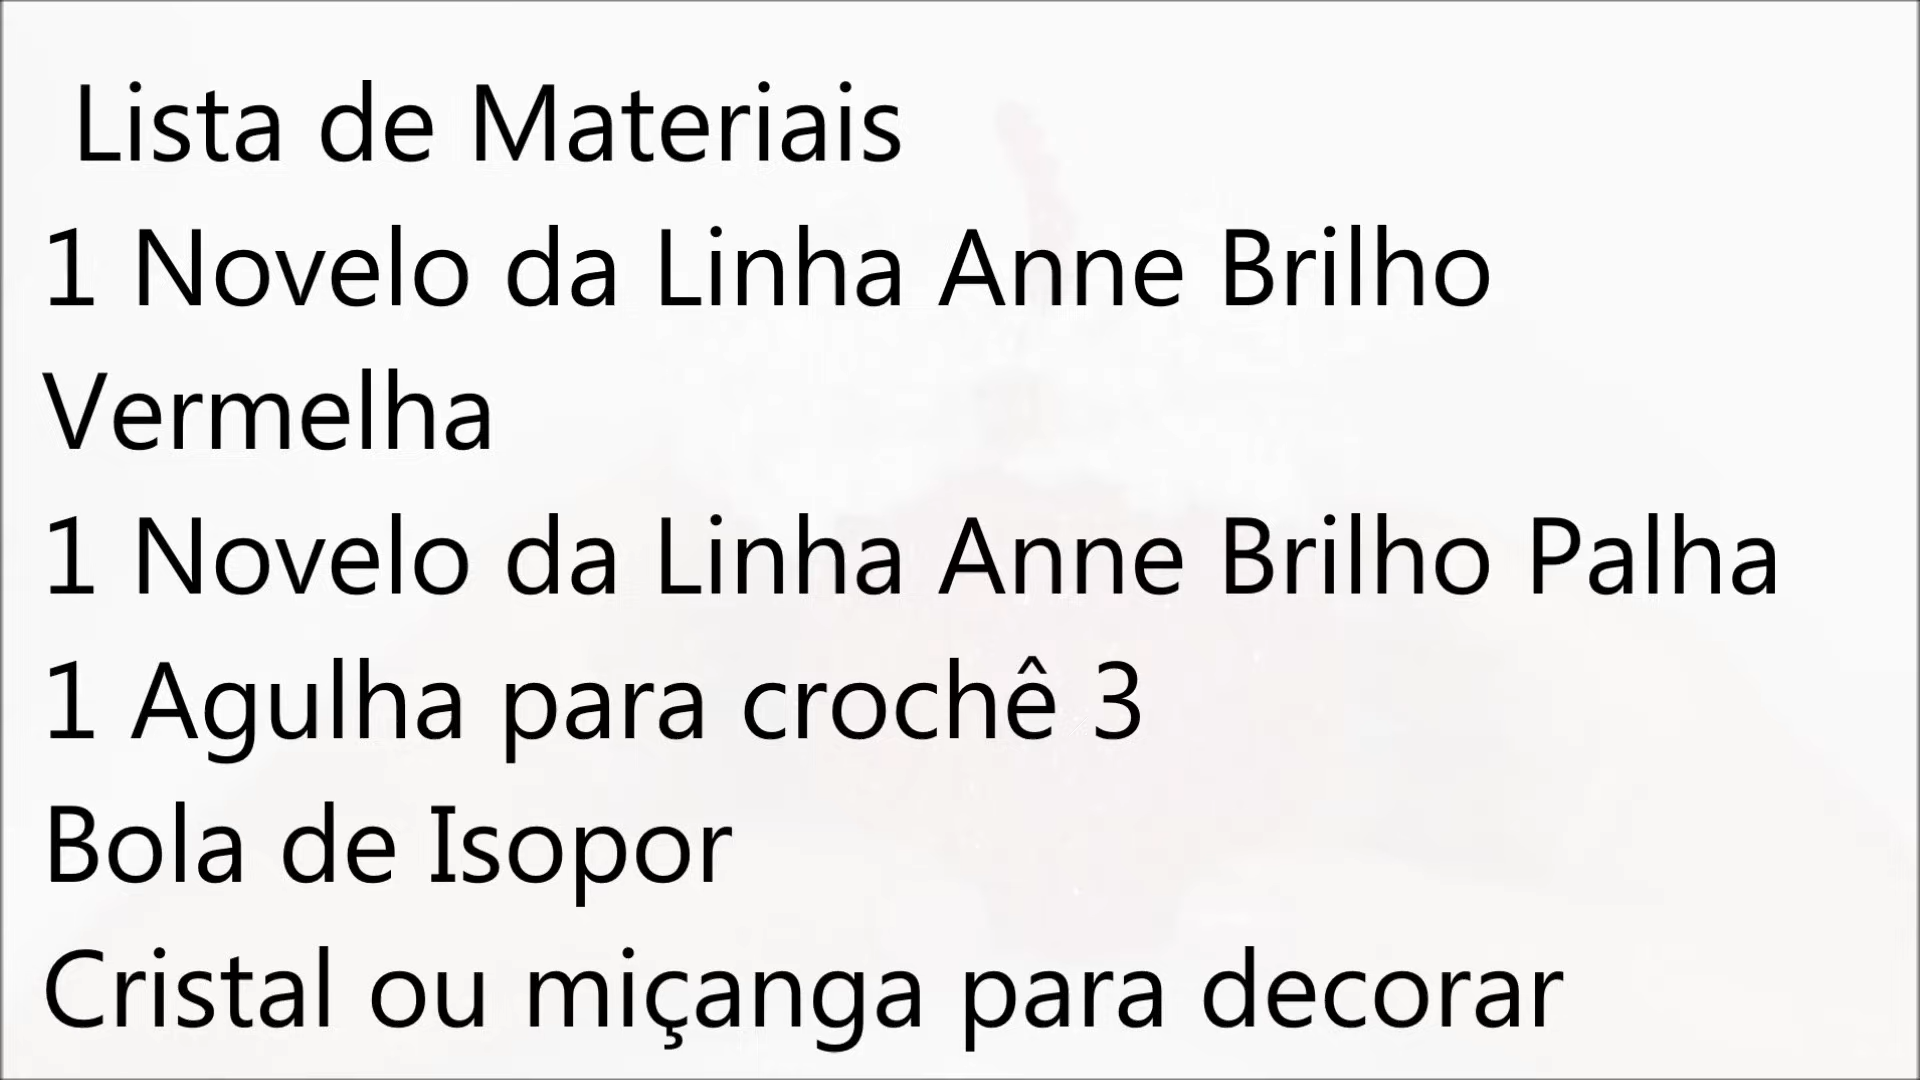 Lista de Materiais
1 Novelo da Linha Anne Brilho
Vermelha
1 Novelo da Linha Anne Brilho Palha
1 Agulha para crochê 3
Bola de Isopor
Cristal ou miçanga para decorar